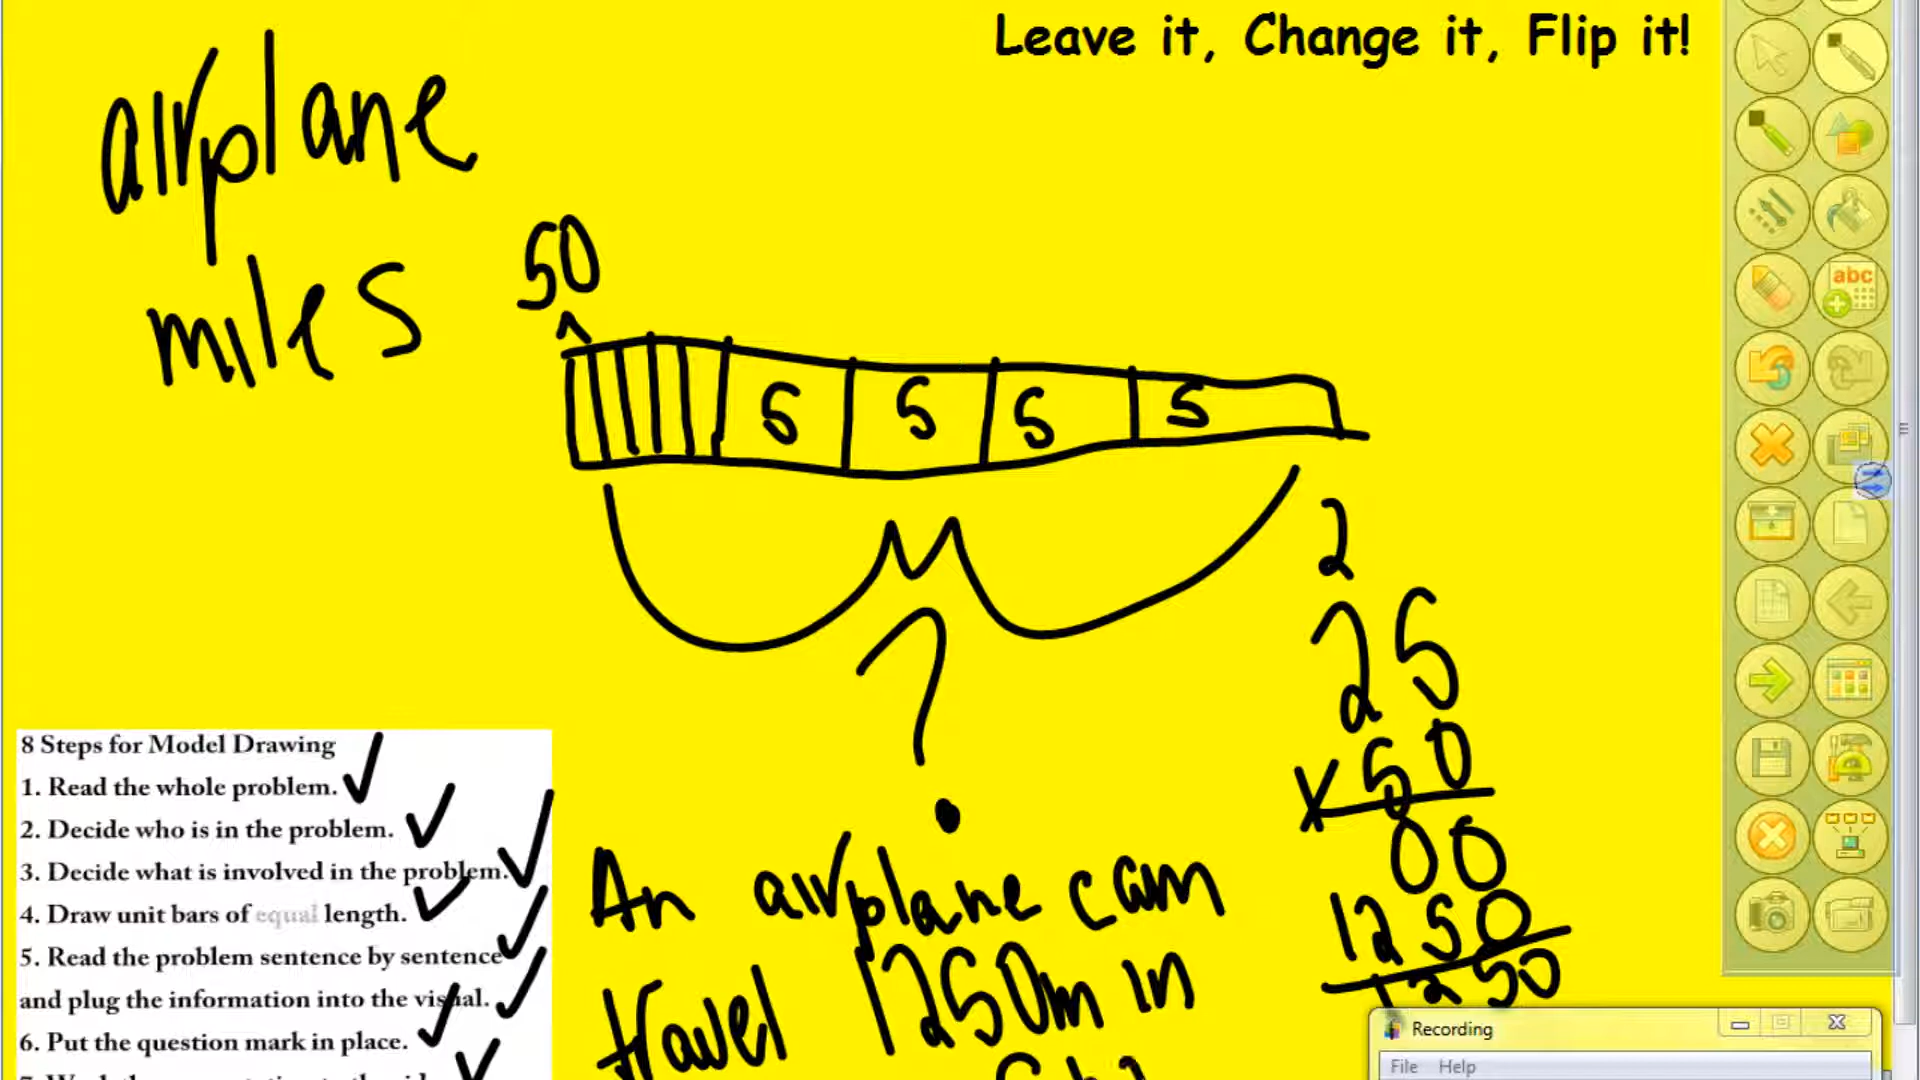 Leave it, Change it, Flip it!
airplane
miles
50
5 5 5 5
?
2
25
x 50
00
1250
1250
An airplane can
travel 1250m in
8 Steps for Model Drawing
1. Read the whole problem.
2. Decide who is in the problem.
3. Decide what is involved in the problem.
4. Draw unit bars of equal length.
5. Read the problem sentence by sentence
and plug the information into the visual.
6. Put the question mark in place.
abc
Recording
File Help